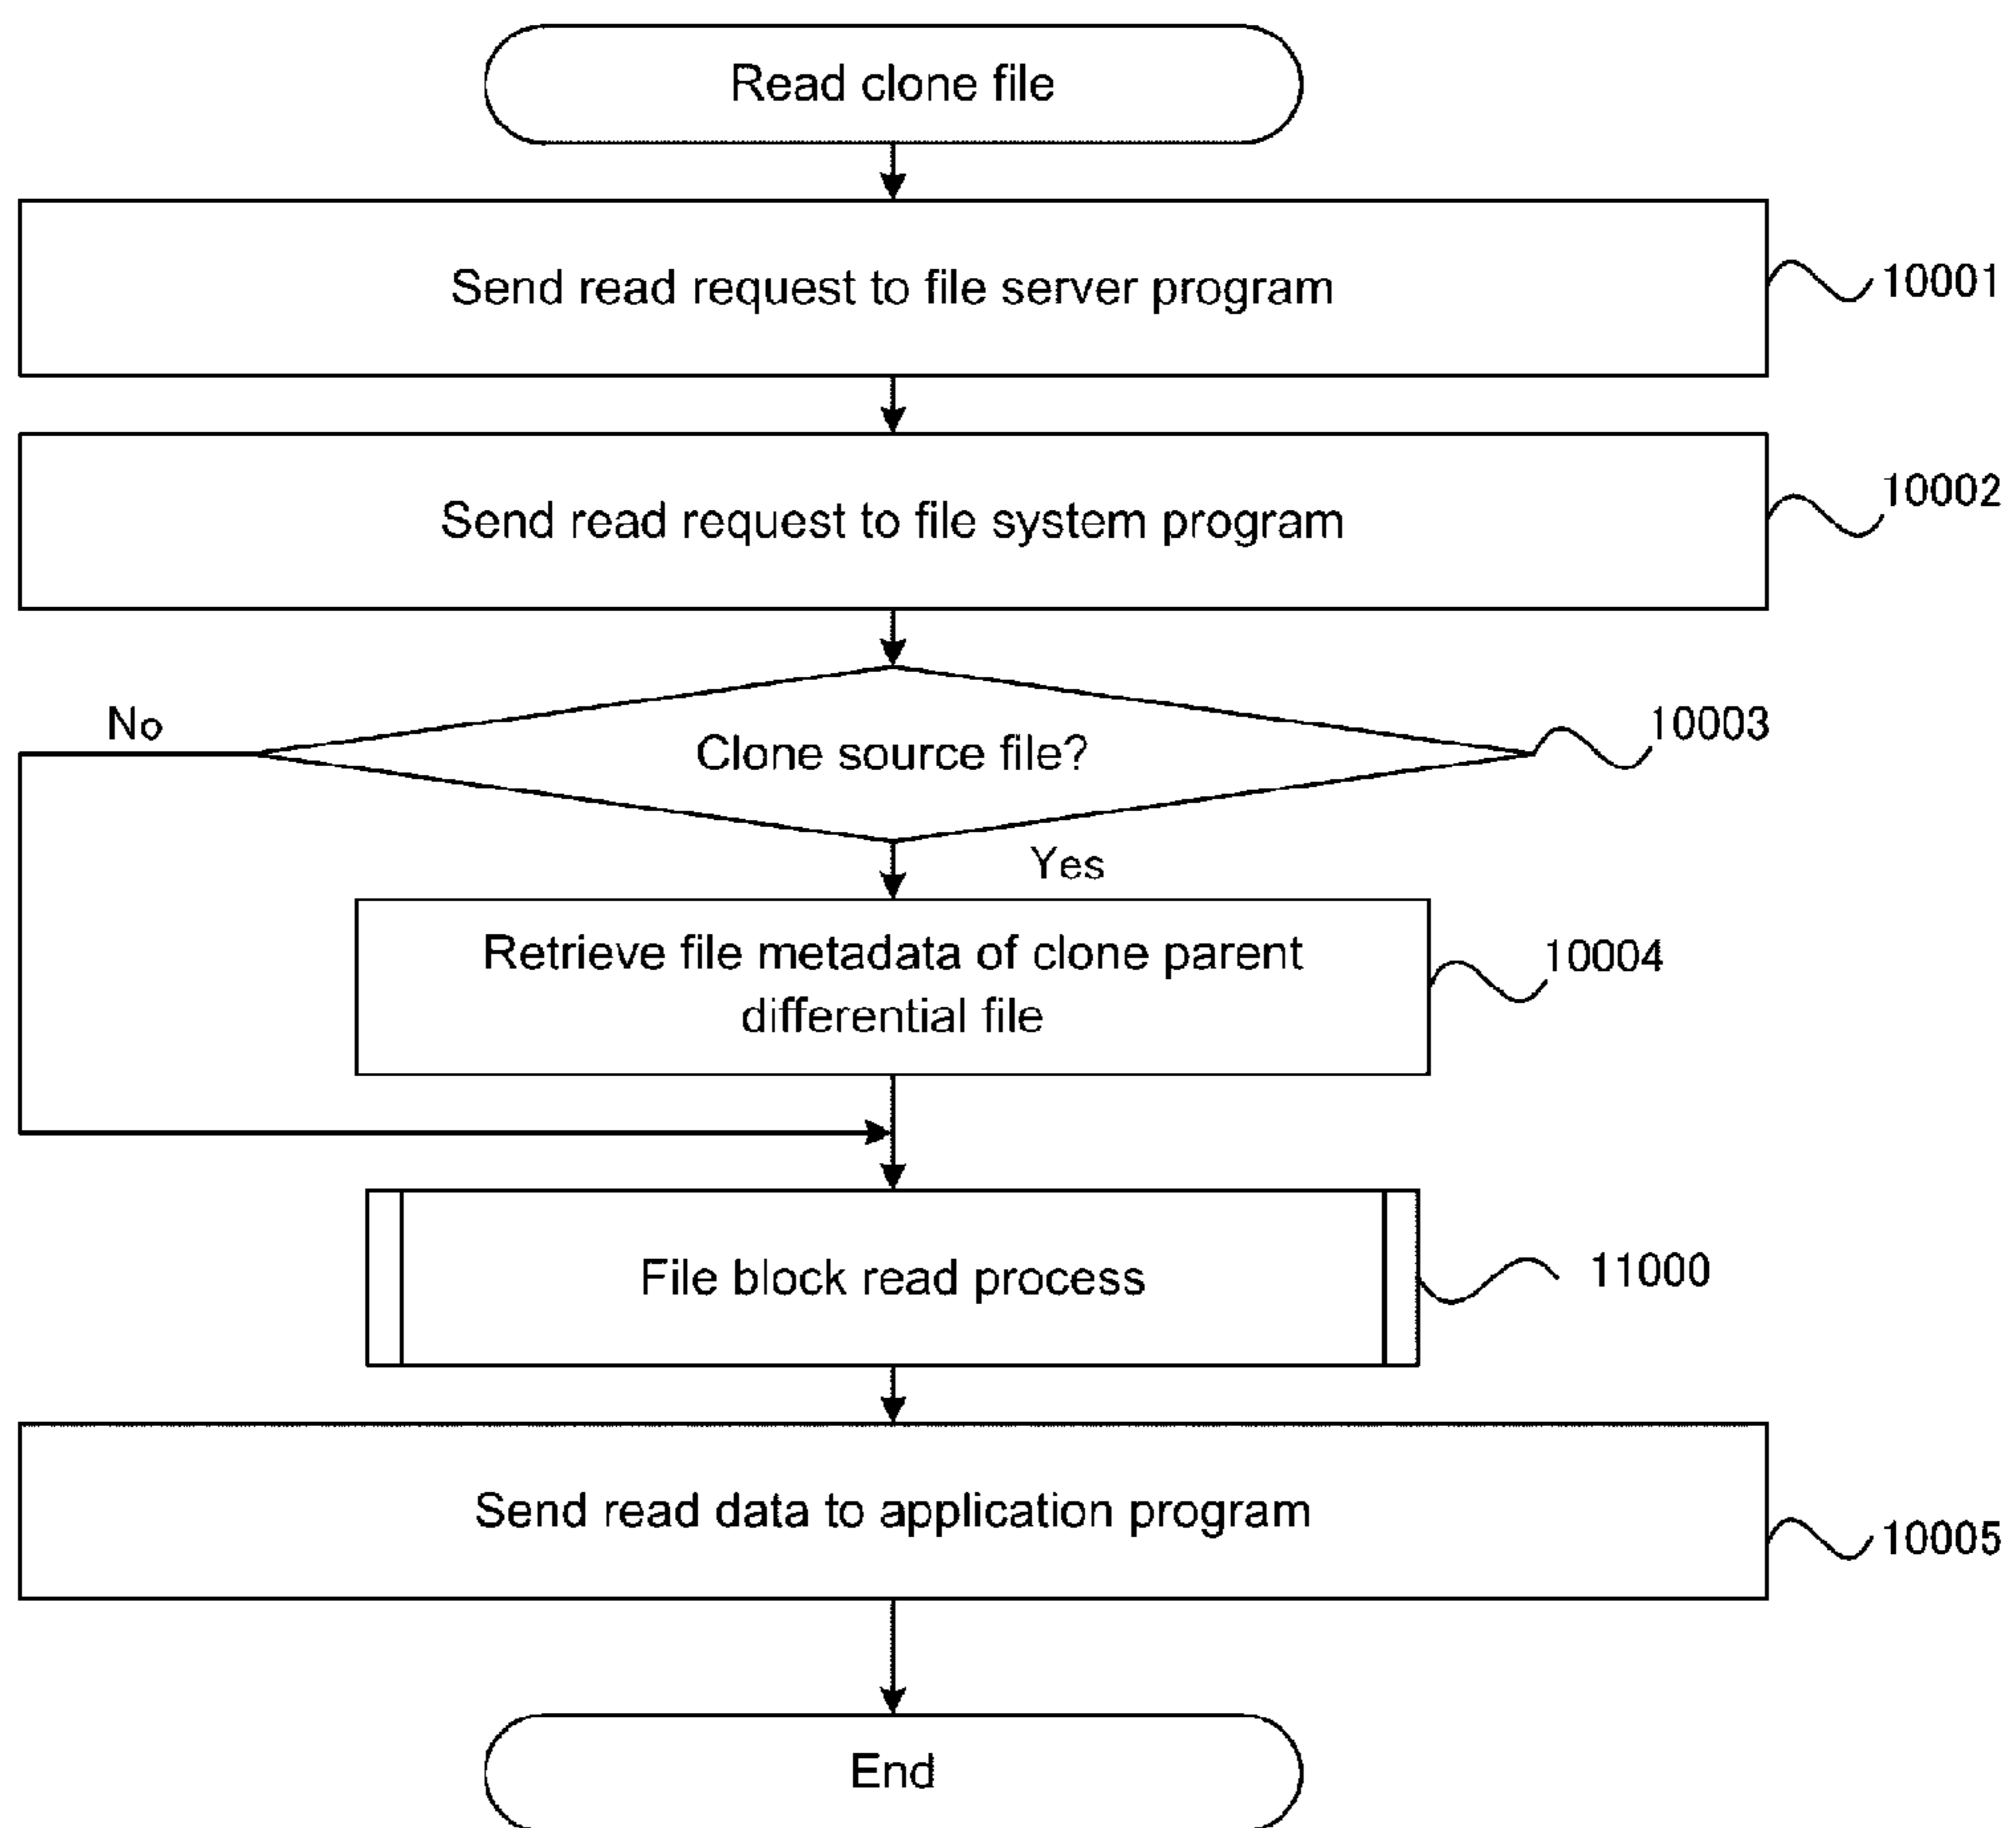 Read clone file
Send read request to file server program
10001
Send read request to file system program
10002
No
Clone source file?
10003
Yes
Retrieve file metadata of clone parent
differential file
10004
File block read process
11000
Send read data to application program
10005
End